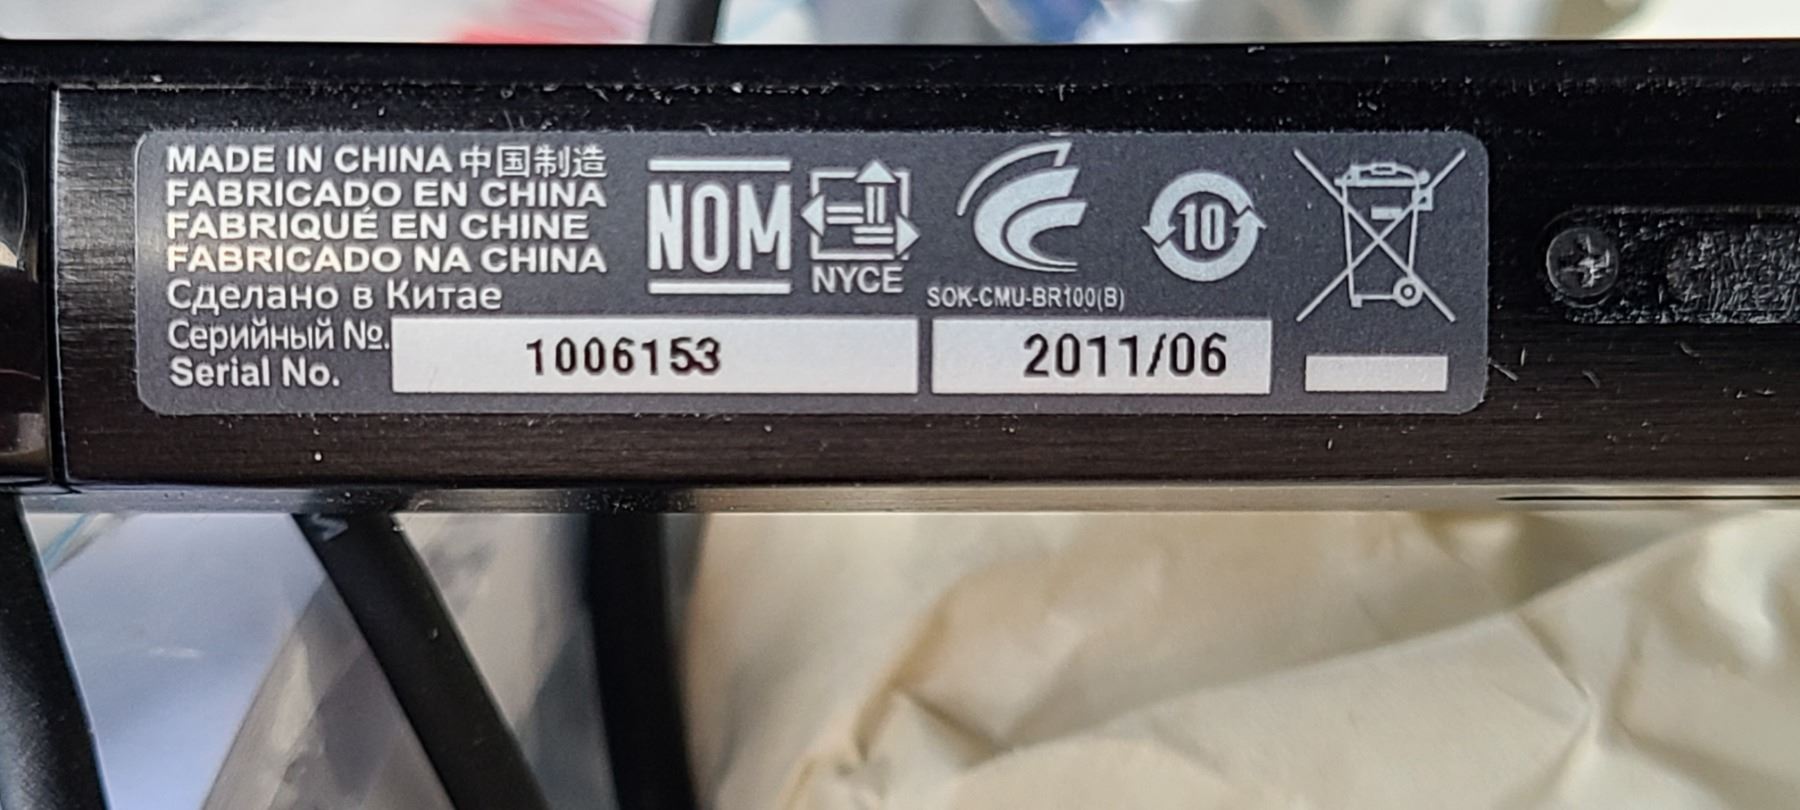 MADE IN CHINA 中国制造
FABRICADO EN CHINA
FABRIQUÉ EN CHINE
FABRICADO NA CHINA
Сделано в Китае
Серийный №.
Serial No.
1006153
2011/06
NOM
NYCE
SOK-CMU-BR100(B)
10